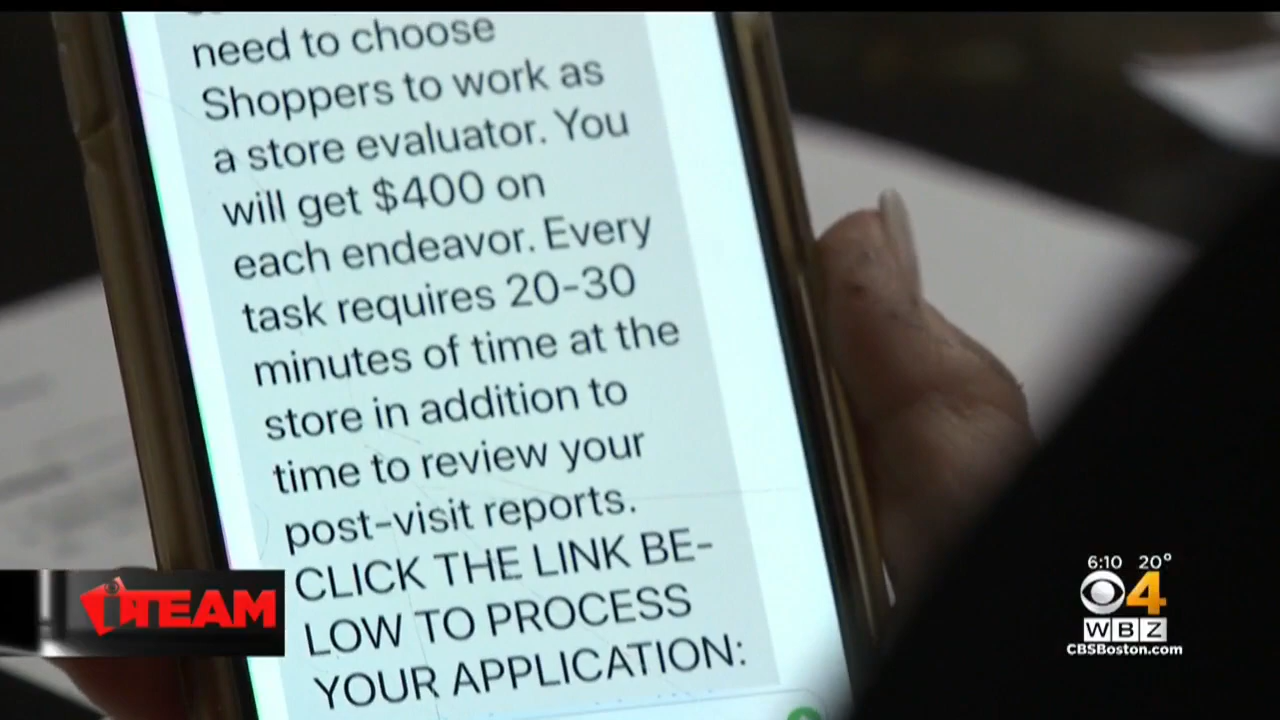 need to choose
Shoppers to work as
a store evaluator. You
will get $400 on
each endeavor. Every
task requires 20-30
minutes of time at the
store in addition to
time to review your
post-visit reports.
CLICK THE LINK BE-
LOW TO PROCESS
YOUR APPLICATION:
iTEAM
6:10 20°
4
WBZ
CBSBoston.com